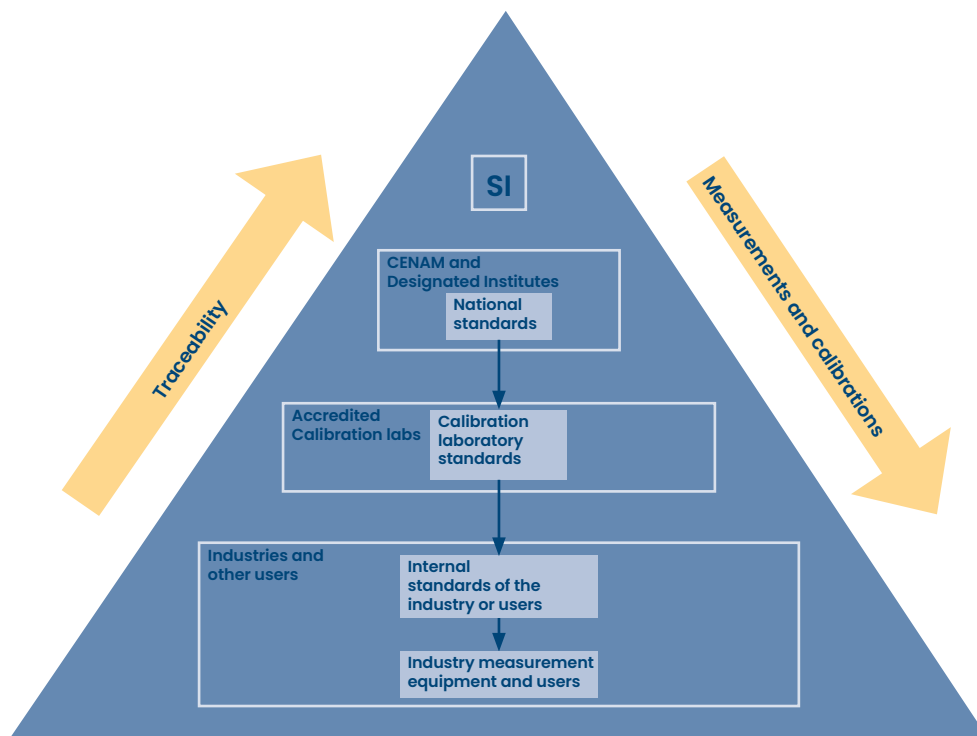 SI
CENAM and
Designated Institutes
National
standards
Accredited
Calibration labs
Calibration
laboratory
standards
Industries and
other users
Internal
standards of the
industry or users
Industry measurement
equipment and users
Traceability
Measurements and calibrations